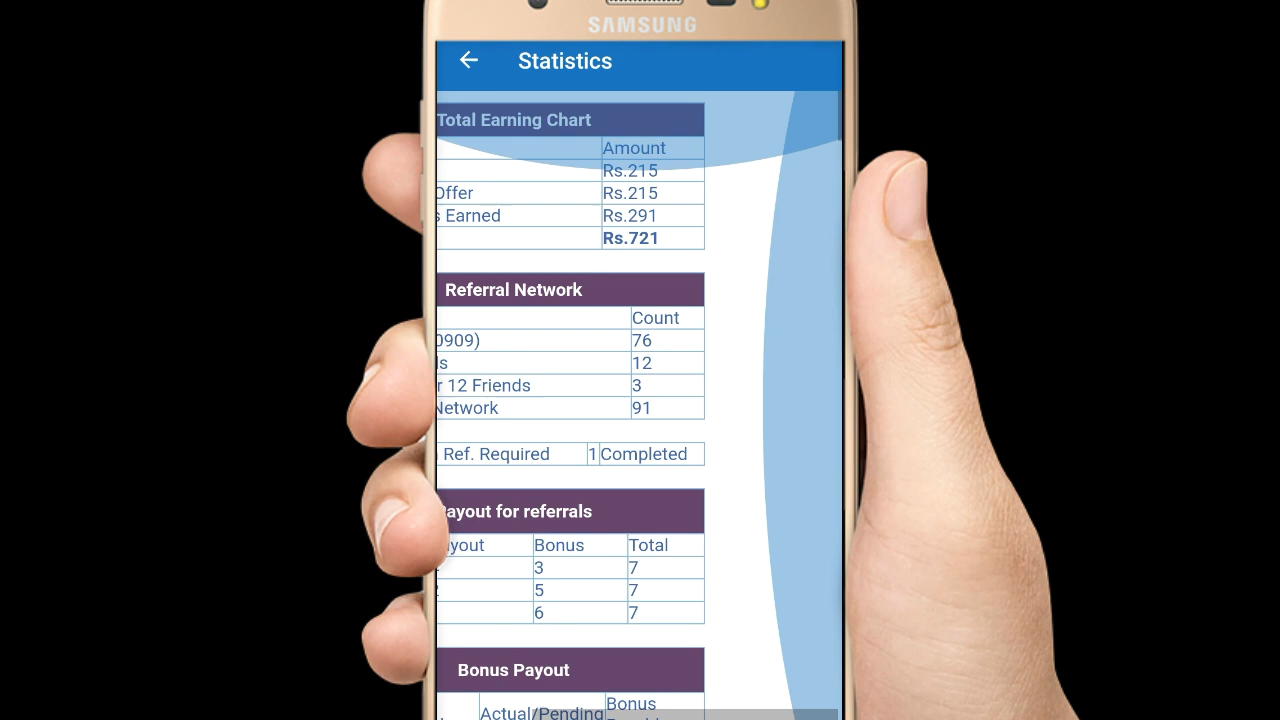 SAMSUNG
Statistics
Total Earning Chart
Amount
Rs.215
Offer Rs.215
s Earned Rs.291
Rs.721
Referral Network
Count
0909) 76
ls 12
r 12 Friends 3
Network 91
Ref. Required 1 Completed
ayout for referrals
yout Bonus Total
3 7
5 7
6 7
Bonus Payout
Actual/Pending Bonus